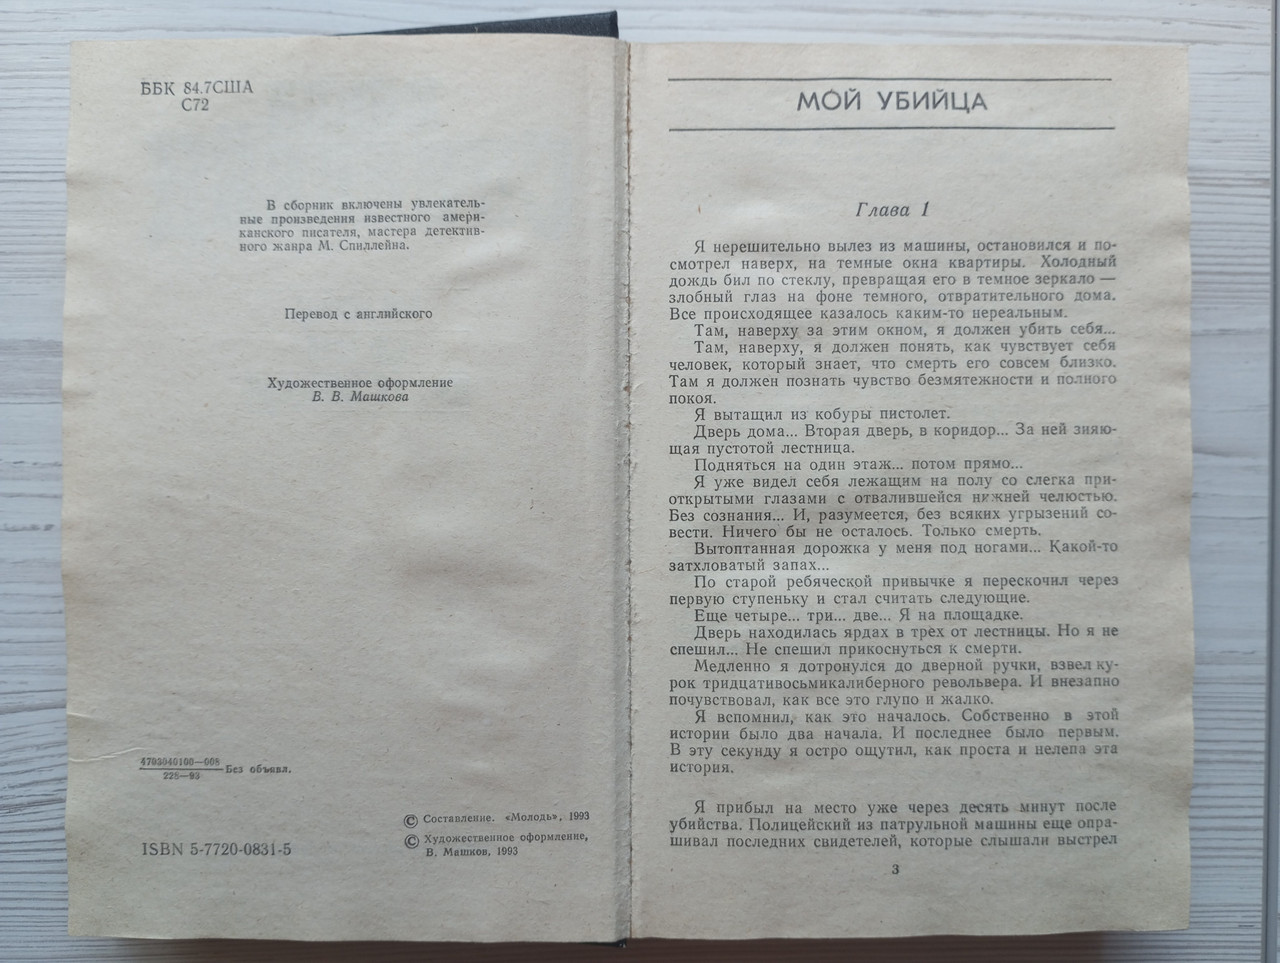 ББК 84.7США
С72
В сборник включены увлекатель-
ные произведения известного амери-
канского писателя, мастера детектив-
ного жанра М. Спиллейна.
Перевод с английского
Художественное оформление
В. В. Машкова
4703040100—008
228—93
Без объявл.
ISBN 5-7720-0831-5
© Составление. «Молодь», 1993
© Художественное оформление,
В. Машков, 1993
МОЙ УБИЙЦА
Глава 1
Я нерешительно вылез из машины, остановился и по-
смотрел наверх, на темные окна квартиры. Холодный
дождь бил по стеклу, превращая его в темное зеркало —
злобный глаз на фоне темного, отвратительного дома.
Все происходящее казалось каким-то нереальным.
Там, наверху за этим окном, я должен убить себя...
Там, наверху, я должен понять, как чувствует себя
человек, который знает, что смерть его совсем близко.
Там я должен познать чувство безмятежности и полного
покоя.
Я вытащил из кобуры пистолет.
Дверь дома... Вторая дверь, в коридор... За ней зияю-
щая пустотой лестница.
Подняться на один этаж... потом прямо...
Я уже видел себя лежащим на полу со слегка при-
открытыми глазами с отвалившейся нижней челюстью.
Без сознания... И, разумеется, без всяких угрызений со-
вести. Ничего бы не осталось. Только смерть.
Вытоптанная дорожка у меня под ногами... Какой-то
затхловатый запах...
По старой ребяческой привычке я перескочил через
первую ступеньку и стал считать следующие.
Еще четыре... три... две... Я на площадке.
Дверь находилась ярдах в трех от лестницы. Но я не
спешил... Не спешил прикоснуться к смерти.
Медленно я дотронулся до дверной ручки, взвел ку-
рок тридцативосьмикалиберного револьвера. И внезапно
почувствовал, как все это глупо и жалко.
Я вспомнил, как это началось. Собственно в этой
истории было два начала. И последнее было первым.
В эту секунду я остро ощутил, как проста и нелепа эта
история.
Я прибыл на место уже через десять минут после
убийства. Полицейский из патрульной машины еще опра-
шивал последних свидетелей, которые слышали выстрел
3